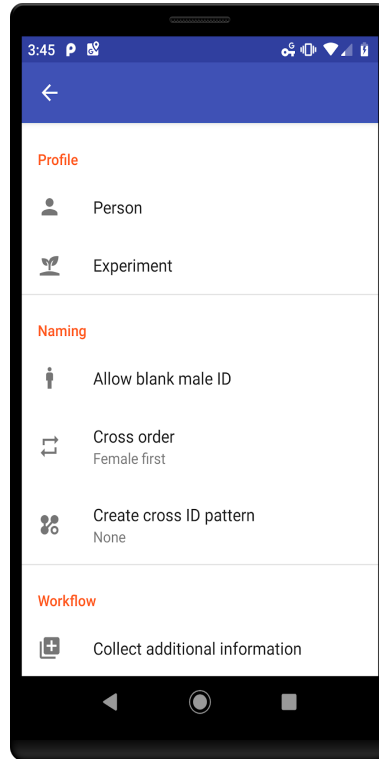 3:45
Profile
Person
Experiment
Naming
Allow blank male ID
Cross order
Female first
Create cross ID pattern
None
Workflow
Collect additional information